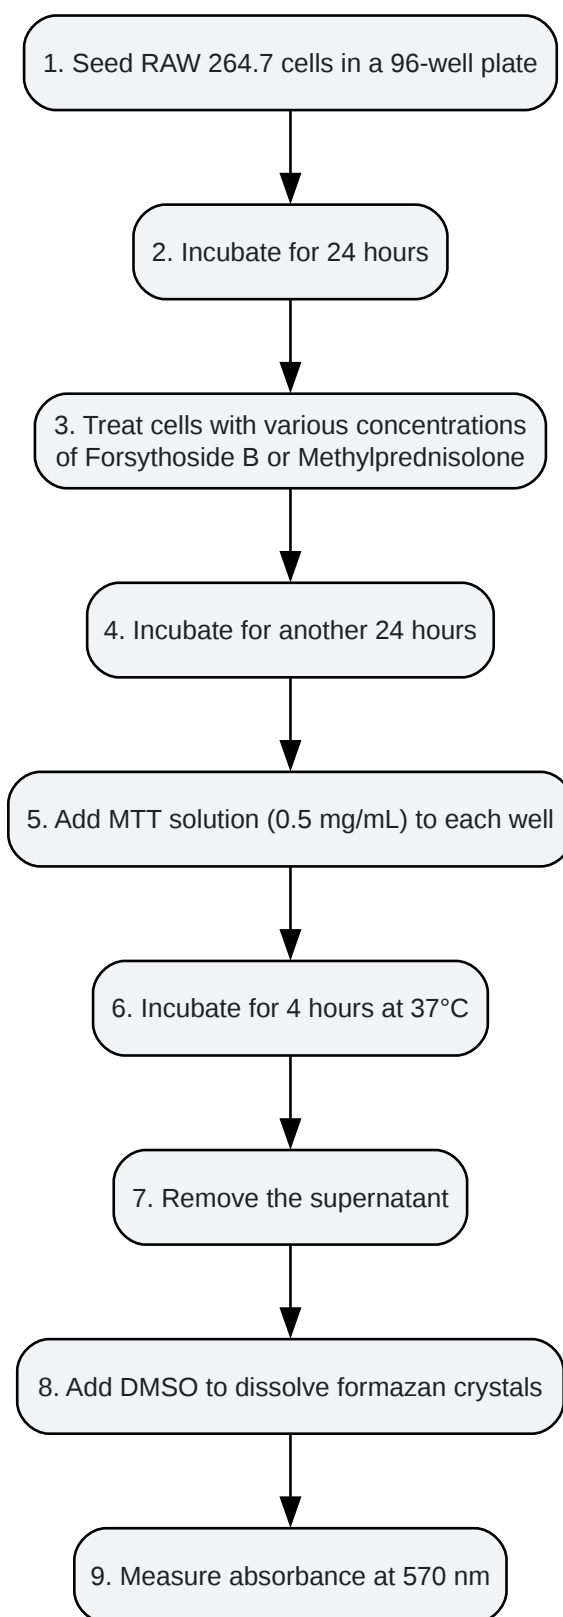 1. Seed RAW 264.7 cells in a 96-well plate
2. Incubate for 24 hours
3. Treat cells with various concentrations
of Forsythoside B or Methylprednisolone
4. Incubate for another 24 hours
5. Add MTT solution (0.5 mg/mL) to each well
6. Incubate for 4 hours at 37°C
7. Remove the supernatant
8. Add DMSO to dissolve formazan crystals
9. Measure absorbance at 570 nm